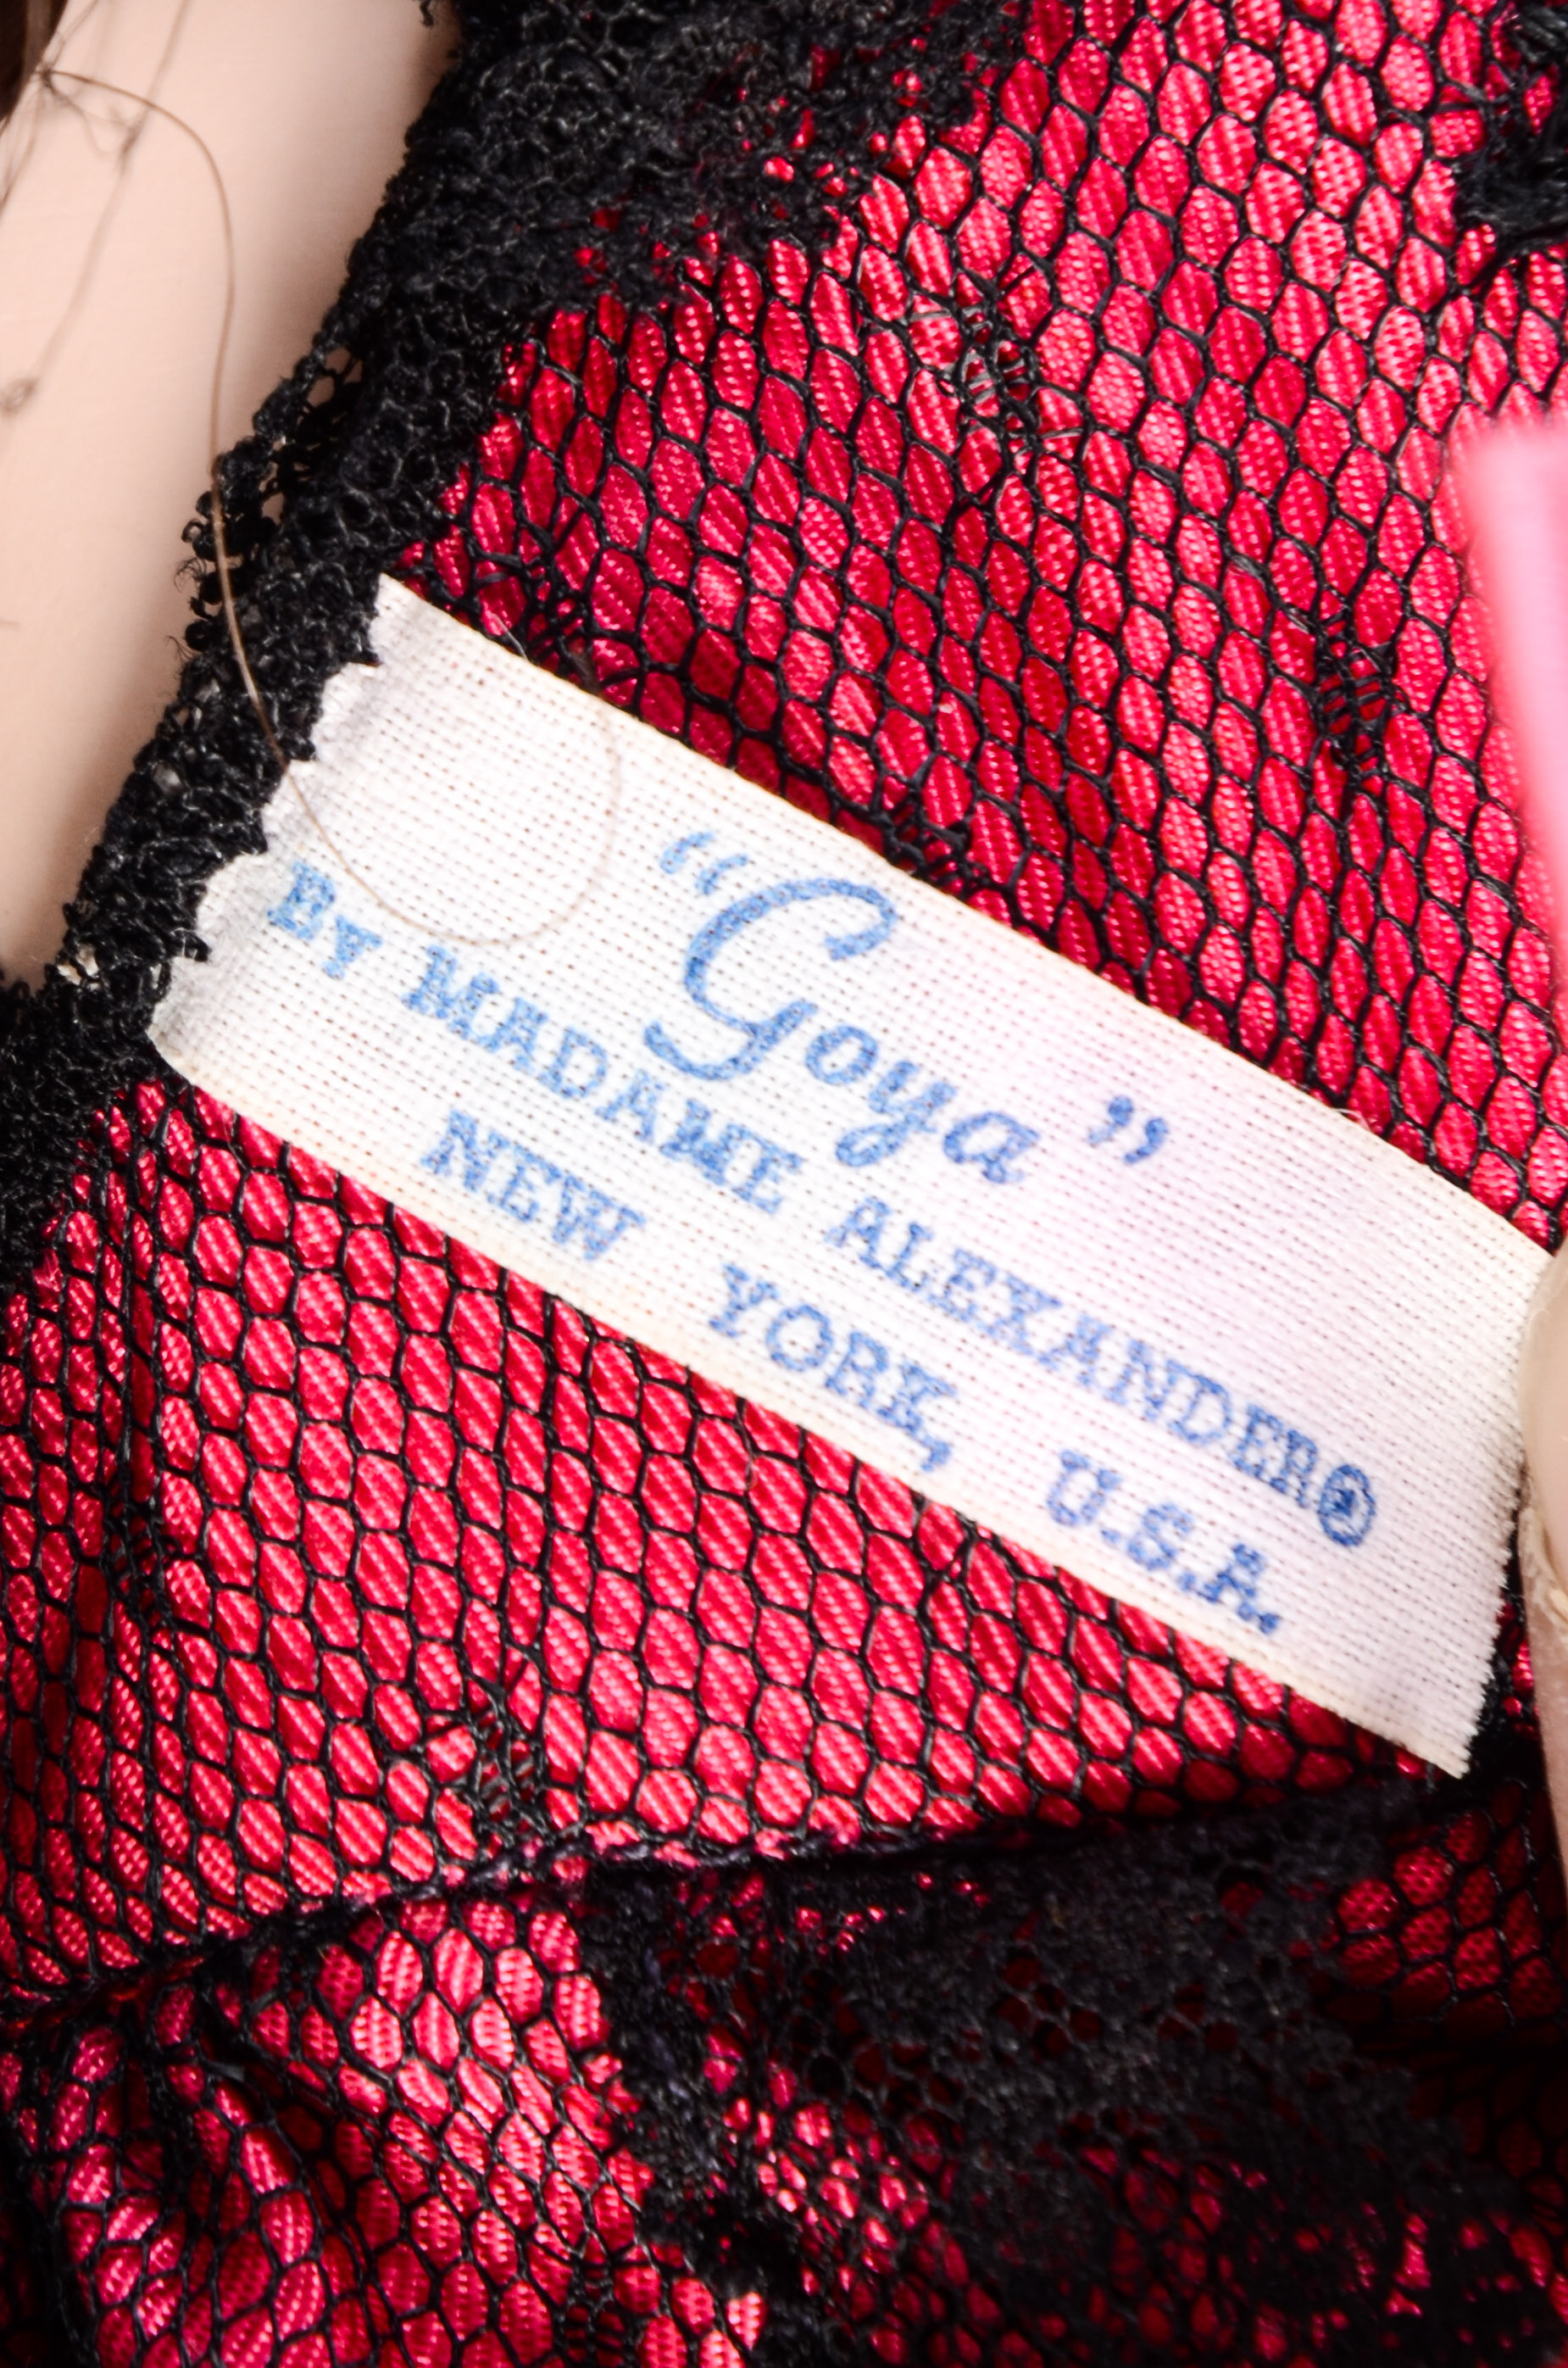 "Goya"
BY MADAME ALEXANDER®
NEW YORK, U.S.A.